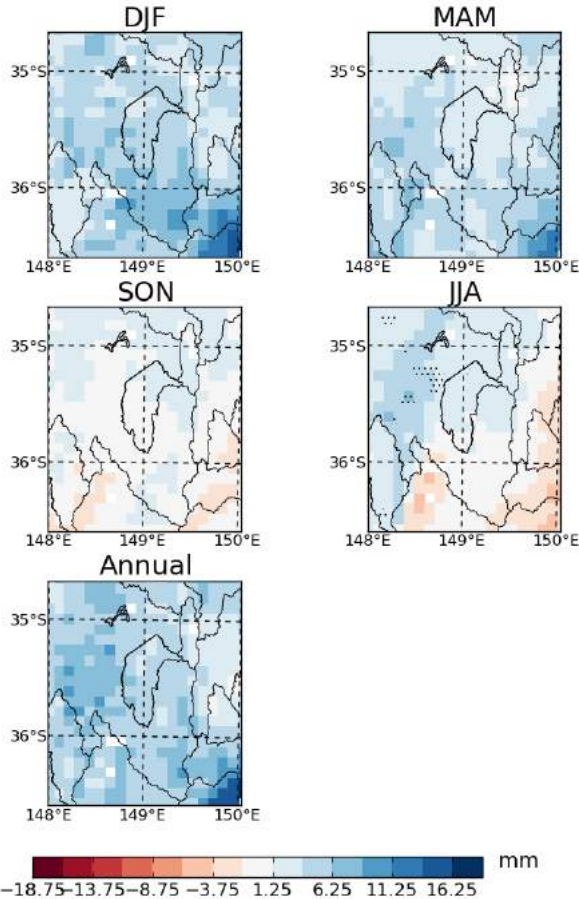 DJF MAM
35°S 35°S
36°S 36°S
148°E 149°E 150°E 148°E 149°E 150°E
SON JJA
35°S 35°S
36°S 36°S
148°E 149°E 150°E 148°E 149°E 150°E
Annual
35°S
36°S
148°E 149°E 150°E
mm
−18.75 −13.75 −8.75 −3.75 1.25 6.25 11.25 16.25